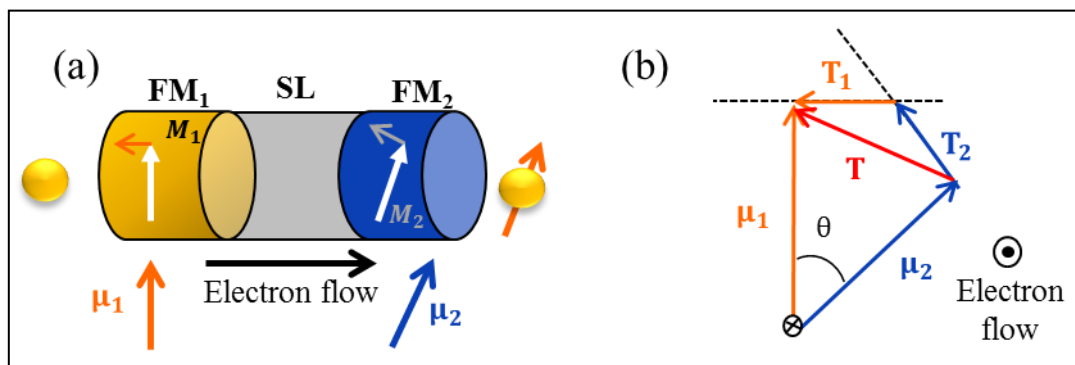 (a)
FM₁ SL FM₂
M₁
M₂
μ₁
Electron flow
μ₂
(b)
T₁
T₂
T
μ₁
θ
μ₂
Electron
flow